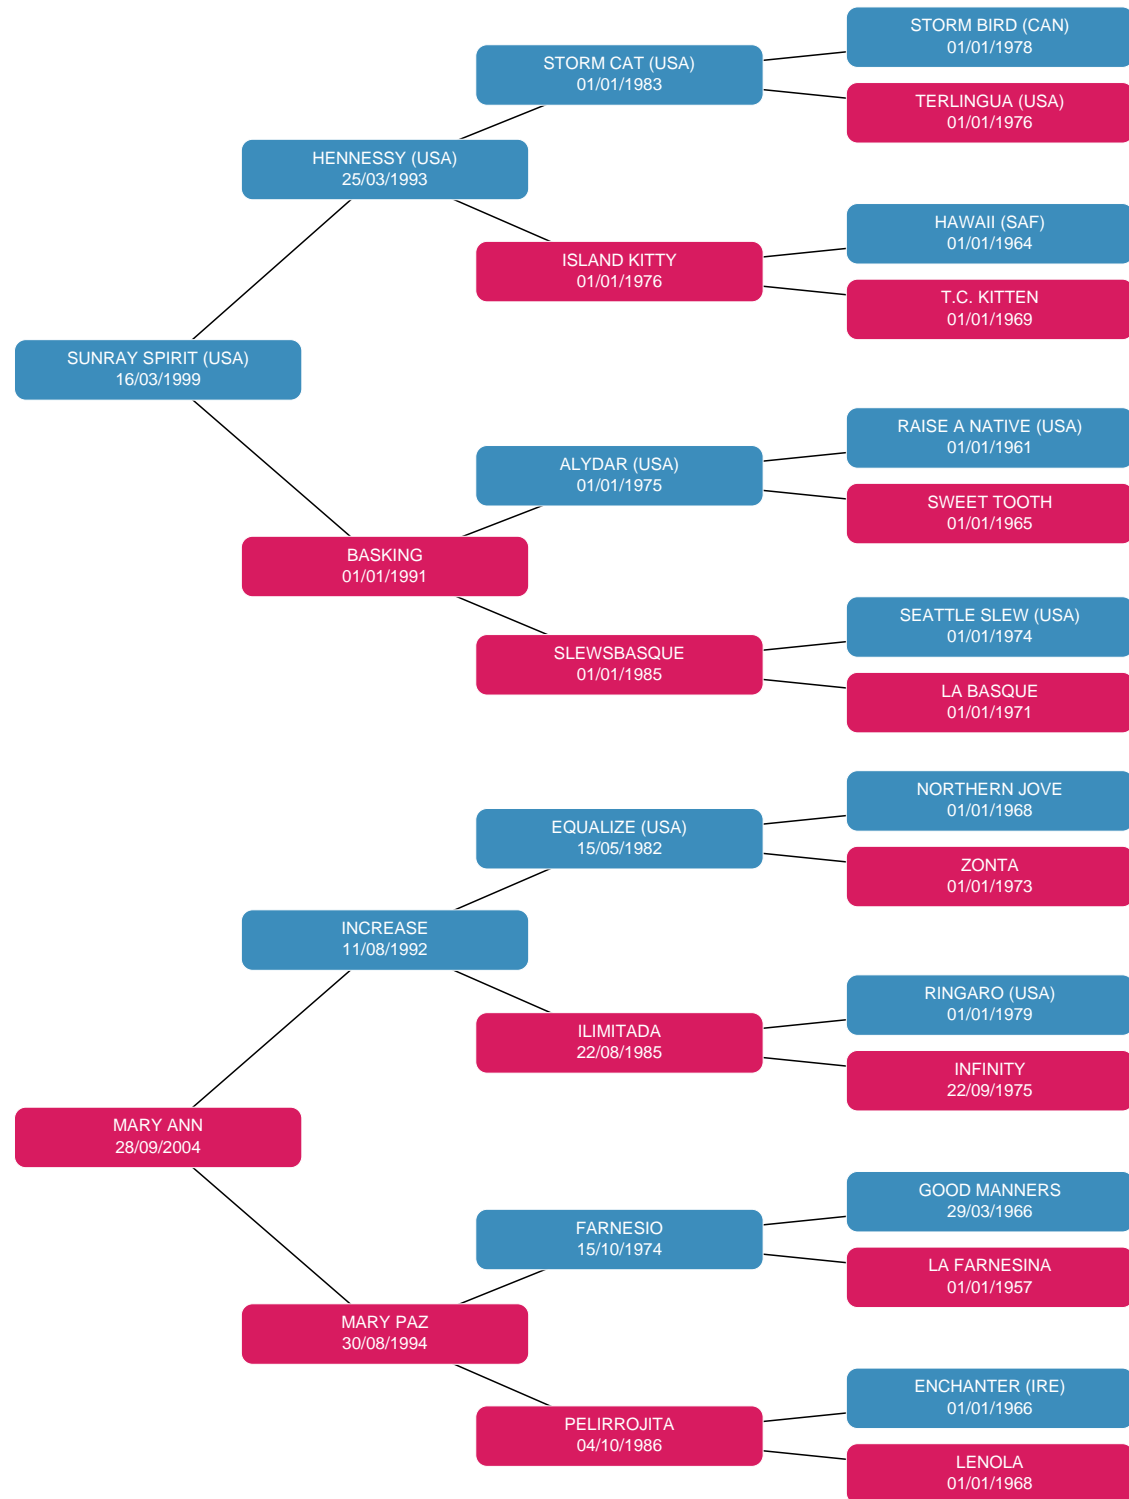 STORM BIRD (CAN)
01/01/1978
STORM CAT (USA)
01/01/1983
TERLINGUA (USA)
01/01/1976
HENNESSY (USA)
25/03/1993
HAWAII (SAF)
01/01/1964
ISLAND KITTY
01/01/1976
T.C. KITTEN
01/01/1969
SUNRAY SPIRIT (USA)
16/03/1999
RAISE A NATIVE (USA)
01/01/1961
ALYDAR (USA)
01/01/1975
SWEET TOOTH
01/01/1965
BASKING
01/01/1991
SEATTLE SLEW (USA)
01/01/1974
SLEWSBASQUE
01/01/1985
LA BASQUE
01/01/1971
NORTHERN JOVE
01/01/1968
EQUALIZE (USA)
15/05/1982
ZONTA
01/01/1973
INCREASE
11/08/1992
RINGARO (USA)
01/01/1979
ILIMITADA
22/08/1985
INFINITY
22/09/1975
MARY ANN
28/09/2004
GOOD MANNERS
29/03/1966
FARNESIO
15/10/1974
LA FARNESINA
01/01/1957
MARY PAZ
30/08/1994
ENCHANTER (IRE)
01/01/1966
PELIRROJITA
04/10/1986
LENOLA
01/01/1968